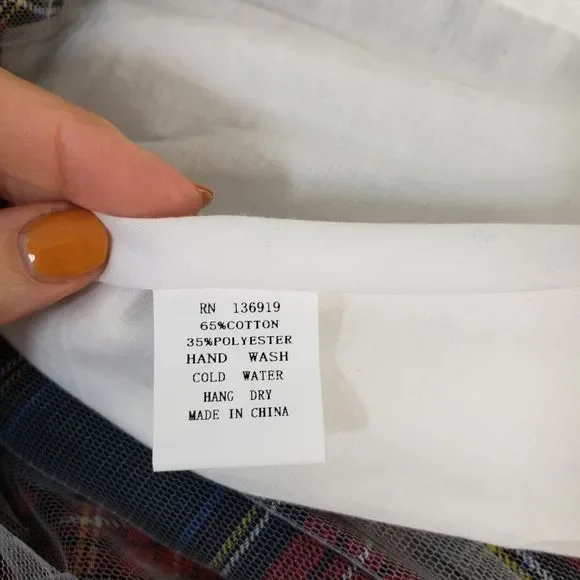 RN 136919
65%COTTON
35%POLYESTER
HAND WASH
COLD WATER
HANG DRY
MADE IN CHINA